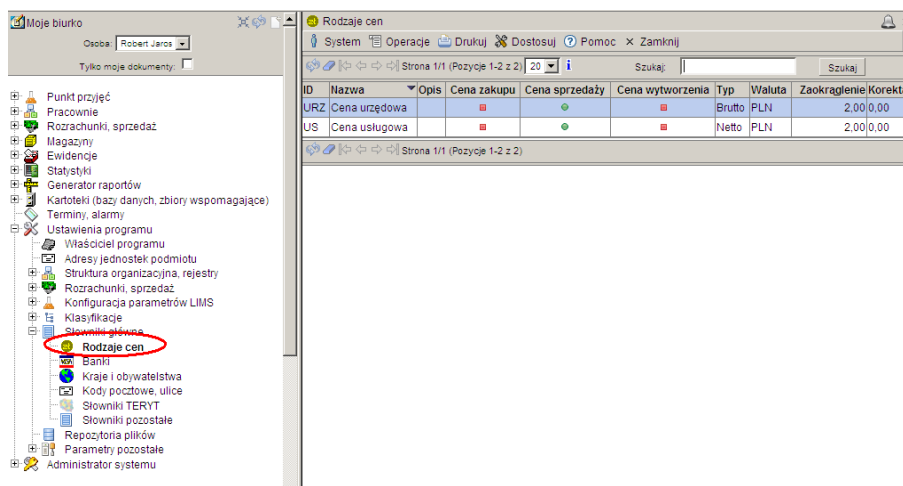 Moje biurko
Osoba: Robert Jaros
Tylko moje dokumenty:
Punkt przyjęć
Pracownie
Rozrachunki, sprzedaż
Magazyny
Ewidencje
Statystyki
Generator raportów
Kartoteki (bazy danych, zbiory wspomagające)
Terminy, alarmy
Ustawienia programu
Właściciel programu
Adresy jednostek podmiotu
Struktura organizacyjna, rejestry
Rozrachunki, sprzedaż
Konfiguracja parametrów LIMS
Klasyfikacje
Słowniki główne
Rodzaje cen
Banki
Kraje i obywatelstwa
Kody pocztowe, ulice
Słowniki TERYT
Słowniki pozostałe
Repozytoria plików
Parametry pozostałe
Administrator systemu
Rodzaje cen
System Operacje Drukuj Dostosuj Pomoc Zamknij
Strona 1/1 (Pozycje 1-2 z 2) 20 Szukaj: Szukaj
ID Nazwa Opis Cena zakupu Cena sprzedaży Cena wytworzenia Typ Waluta Zaokrąglenie Korekta
URZ Cena urzędowa Brutto PLN 2,00 0,00
US Cena usługowa Netto PLN 2,00 0,00
Strona 1/1 (Pozycje 1-2 z 2)